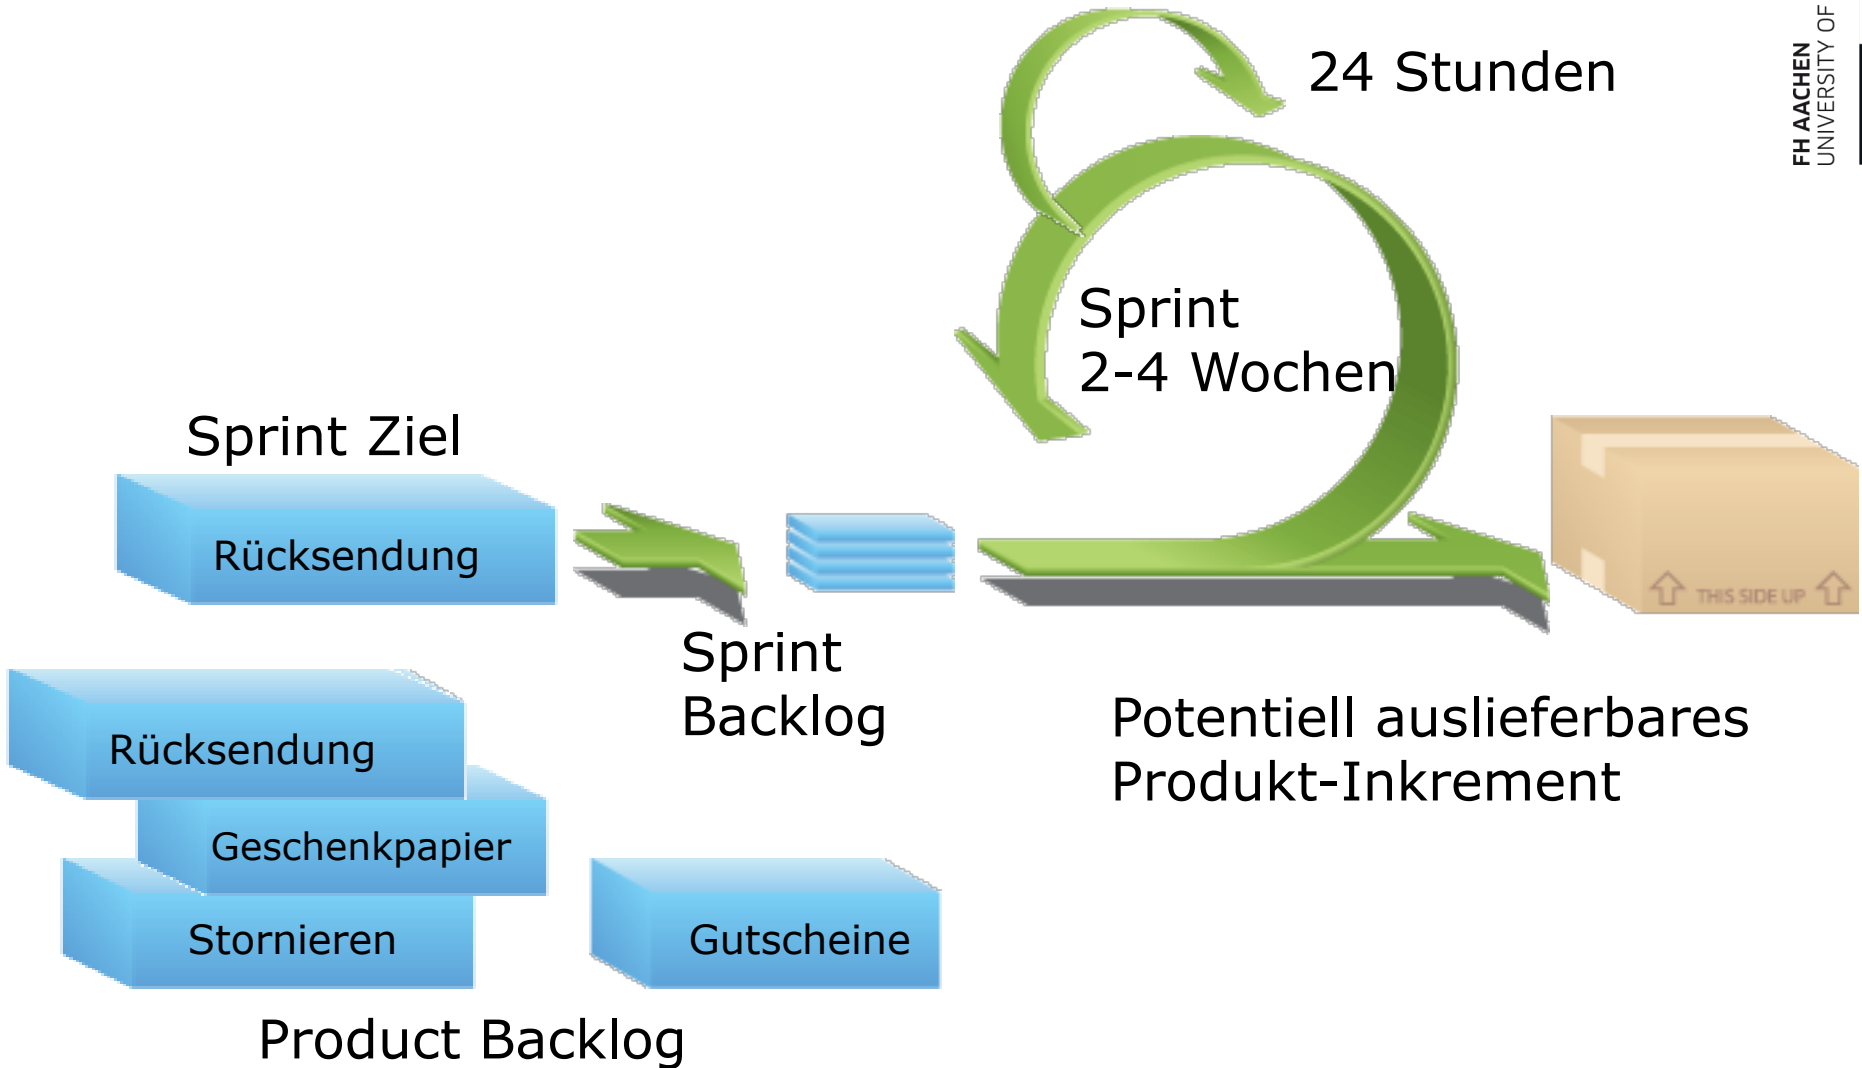 24 Stunden
FH AACHEN
UNIVERSITY OF
Sprint
2-4 Wochen
Sprint Ziel
Rücksendung
THIS SIDE UP
Sprint
Backlog
Rücksendung
Potentiell auslieferbares
Produkt-Inkrement
Geschenkpapier
Stornieren
Gutscheine
Product Backlog